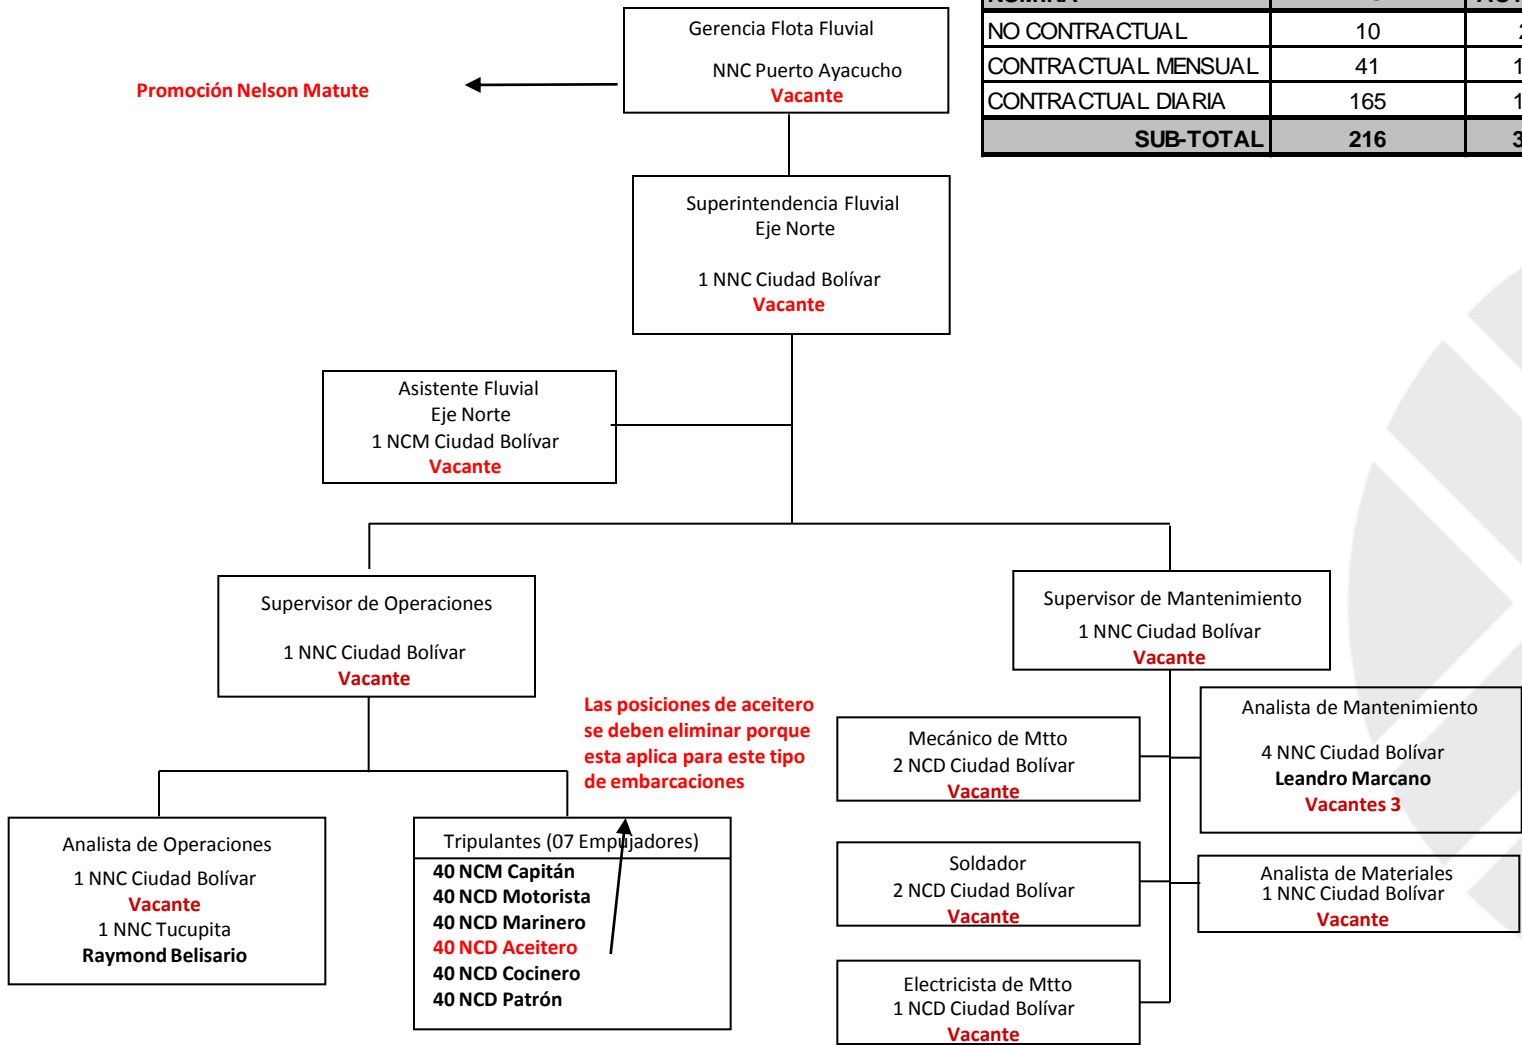 Gerencia Flota Fluvial
NNC Puerto Ayacucho
Vacante
Promoción Nelson Matute
NO CONTRACTUAL 10
CONTRACTUAL MENSUAL 41
CONTRACTUAL DIARIA 165
SUB-TOTAL 216
Superintendencia Fluvial
Eje Norte
1 NNC Ciudad Bolívar
Vacante
Asistente Fluvial
Eje Norte
1 NCM Ciudad Bolívar
Vacante
Supervisor de Operaciones
1 NNC Ciudad Bolívar
Vacante
Supervisor de Mantenimiento
1 NNC Ciudad Bolívar
Vacante
Las posiciones de aceitero
se deben eliminar porque
esta aplica para este tipo
de embarcaciones
Analista de Operaciones
1 NNC Ciudad Bolívar
Vacante
1 NNC Tucupita
Raymond Belisario
Tripulantes (07 Empujadores)
40 NCM Capitán
40 NCD Motorista
40 NCD Marinero
40 NCD Aceitero
40 NCD Cocinero
40 NCD Patrón
Mecánico de Mtto
2 NCD Ciudad Bolívar
Vacante
Analista de Mantenimiento
4 NNC Ciudad Bolívar
Leandro Marcano
Vacantes 3
Soldador
2 NCD Ciudad Bolívar
Vacante
Analista de Materiales
1 NNC Ciudad Bolívar
Vacante
Electricista de Mtto
1 NCD Ciudad Bolívar
Vacante